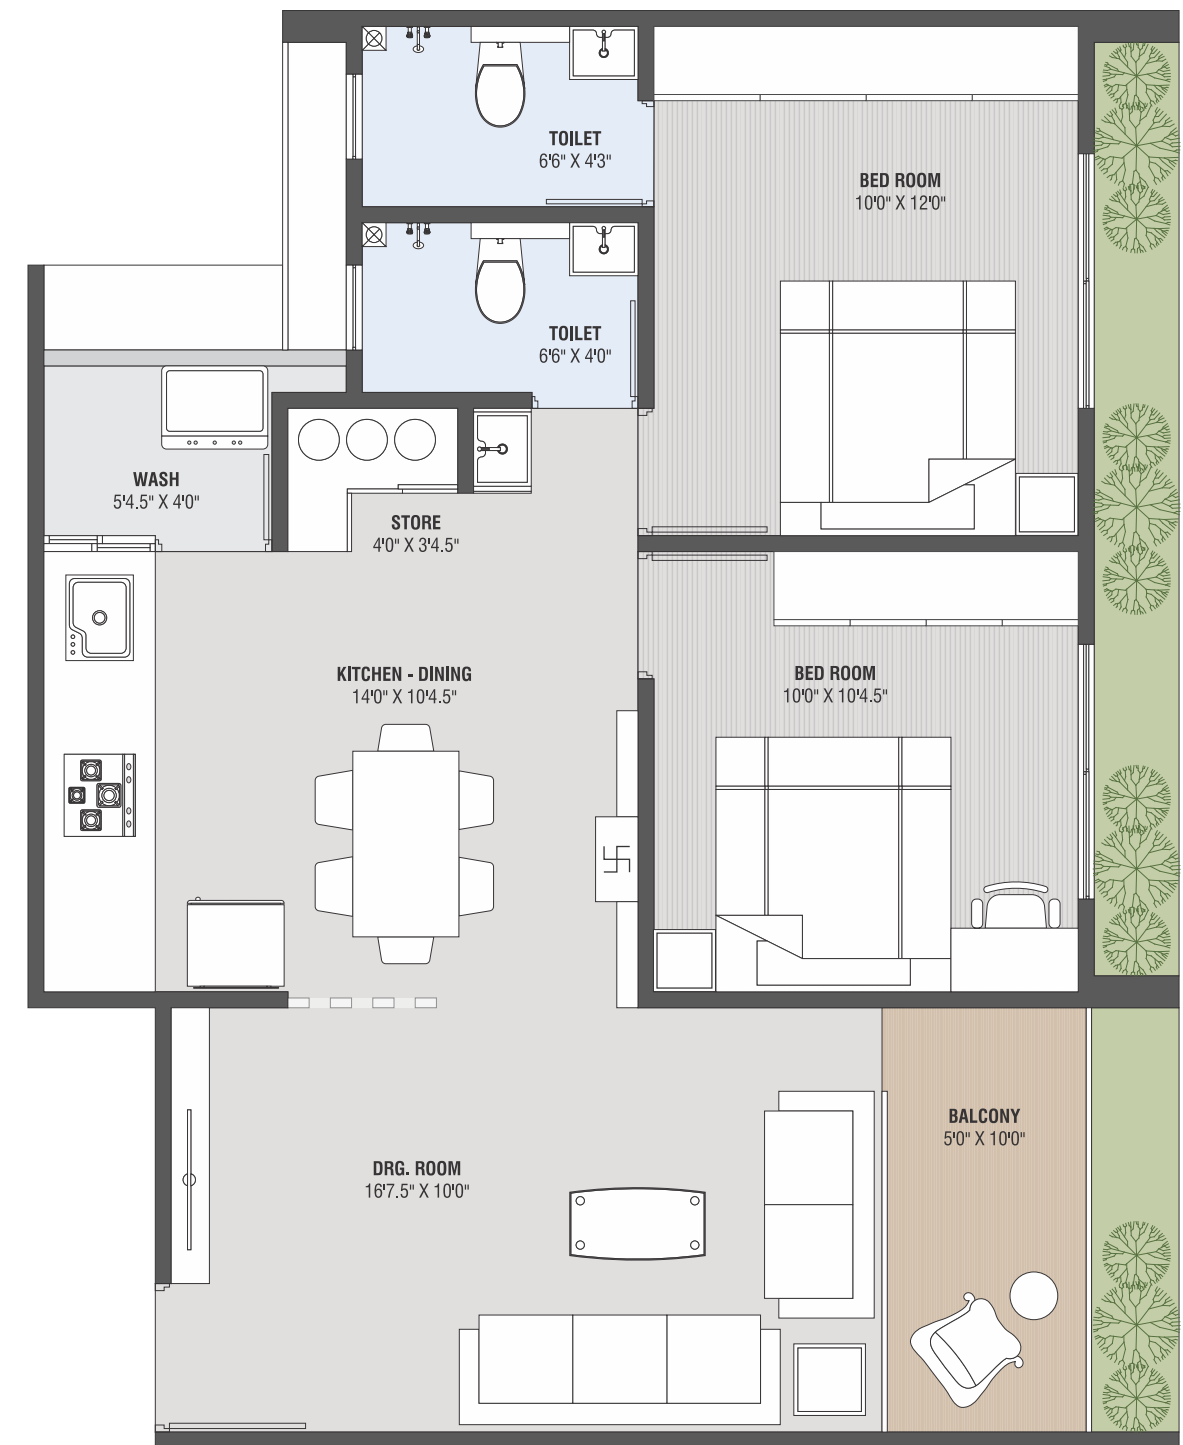 TOILET
6'6" X 4'3"
BED ROOM
10'0" X 12'0"
TOILET
6'6" X 4'0"
WASH
5'4.5" X 4'0"
STORE
4'0" X 3'4.5"
KITCHEN - DINING
14'0" X 10'4.5"
BED ROOM
10'0" X 10'4.5"
BALCONY
5'0" X 10'0"
DRG. ROOM
16'7.5" X 10'0"